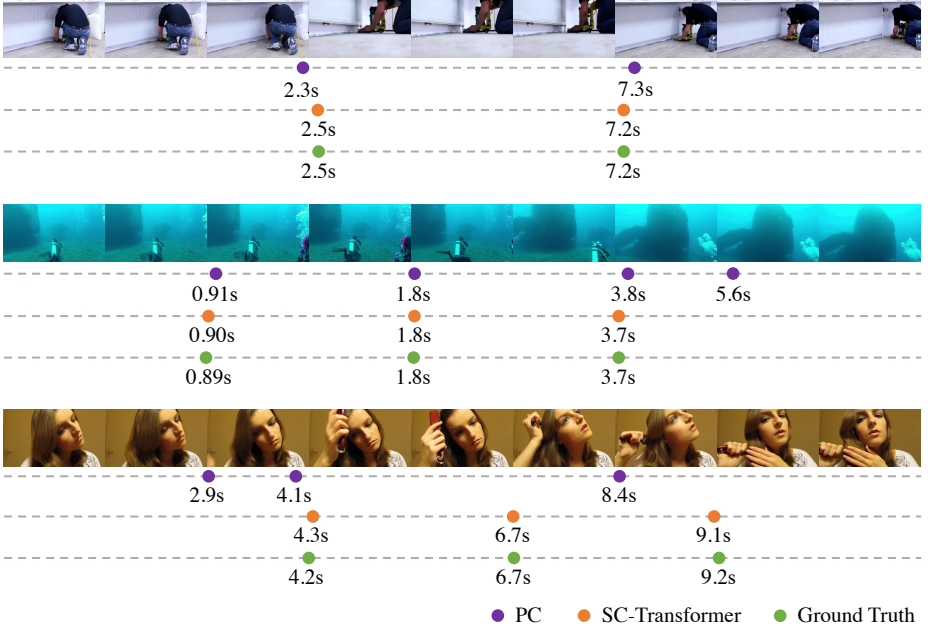 2.3s 7.3s
2.5s 7.2s
2.5s 7.2s
0.91s 1.8s 3.8s 5.6s
0.90s 1.8s 3.7s
0.89s 1.8s 3.7s
2.9s 4.1s 8.4s
4.3s 6.7s 9.1s
4.2s 6.7s 9.2s
PC SC-Transformer Ground Truth